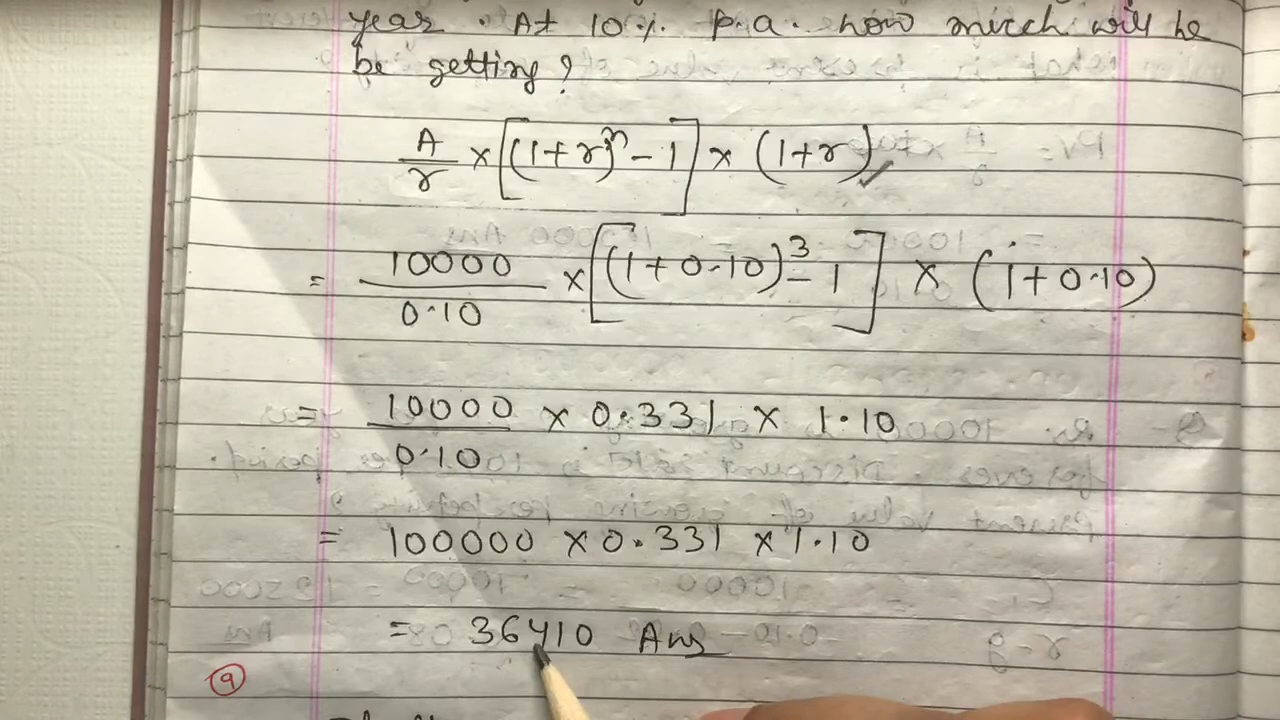 year. At 10% p.a. how much will he
be getting?
A/r × [(1+r)^n - 1] × (1+r)
= 10000/0.10 × [(1+0.10)^3 - 1] × (1+0.10)
= 10000/0.10 × 0.331 × 1.10
= 100000 × 0.331 × 1.10
= 36410 Ans
9